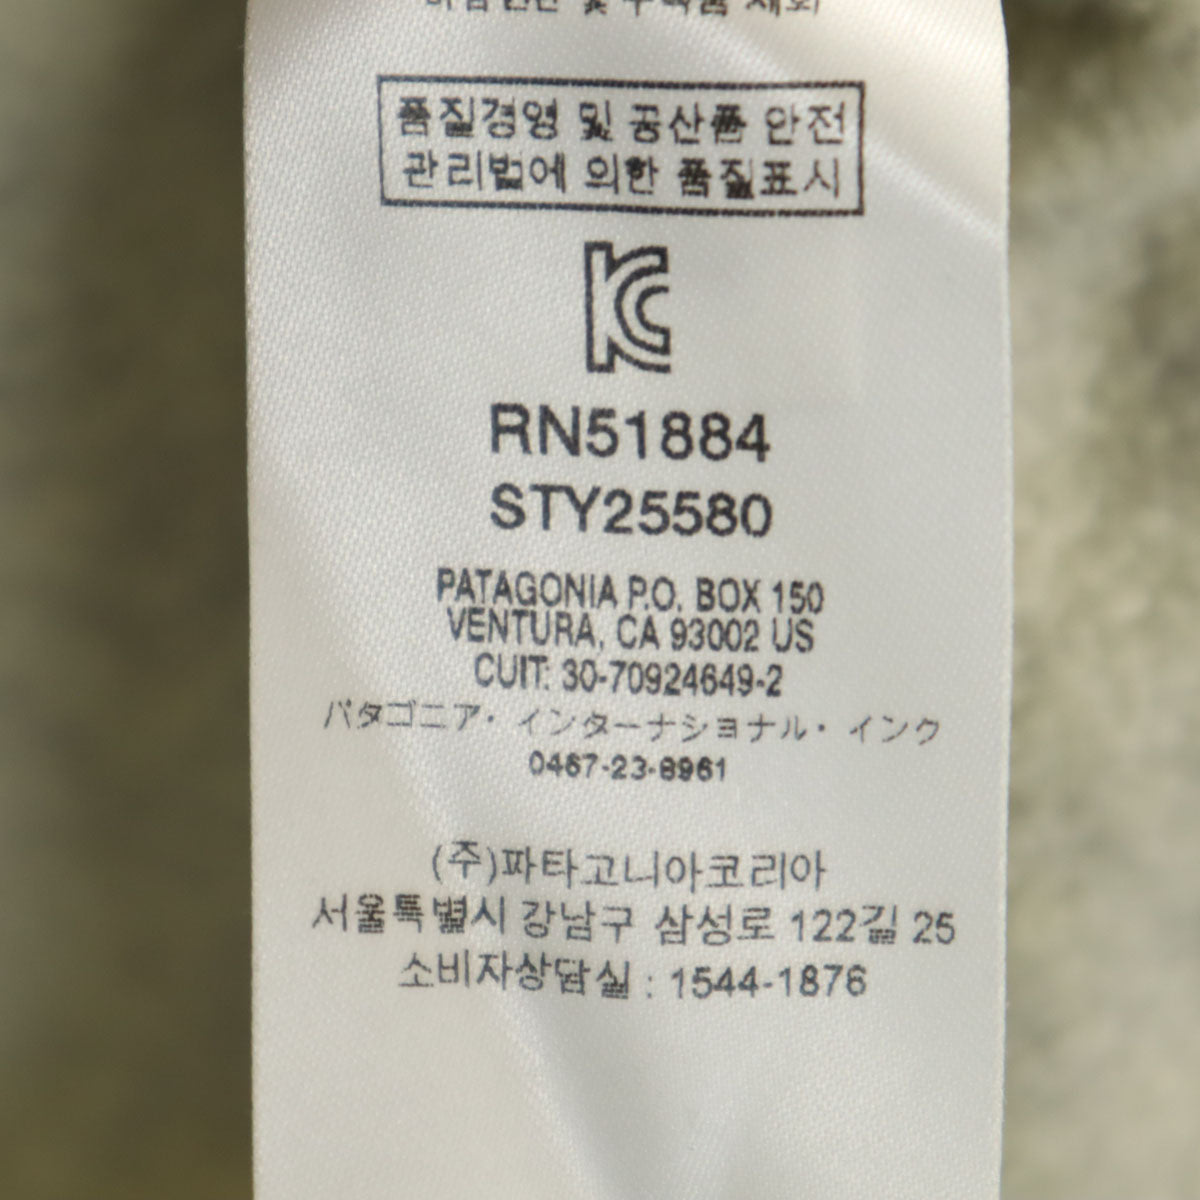 품질경영 및 공산품 안전
관리법에 의한 품질표시
KC
RN51884
STY25580
PATAGONIA P.O. BOX 150
VENTURA, CA 93002 US
CUIT: 30-70924649-2
パタゴニア・インターナショナル・インク
0467-23-8961
(주)파타고니아코리아
서울특별시 강남구 삼성로 122길 25
소비자상담실 : 1544-1876